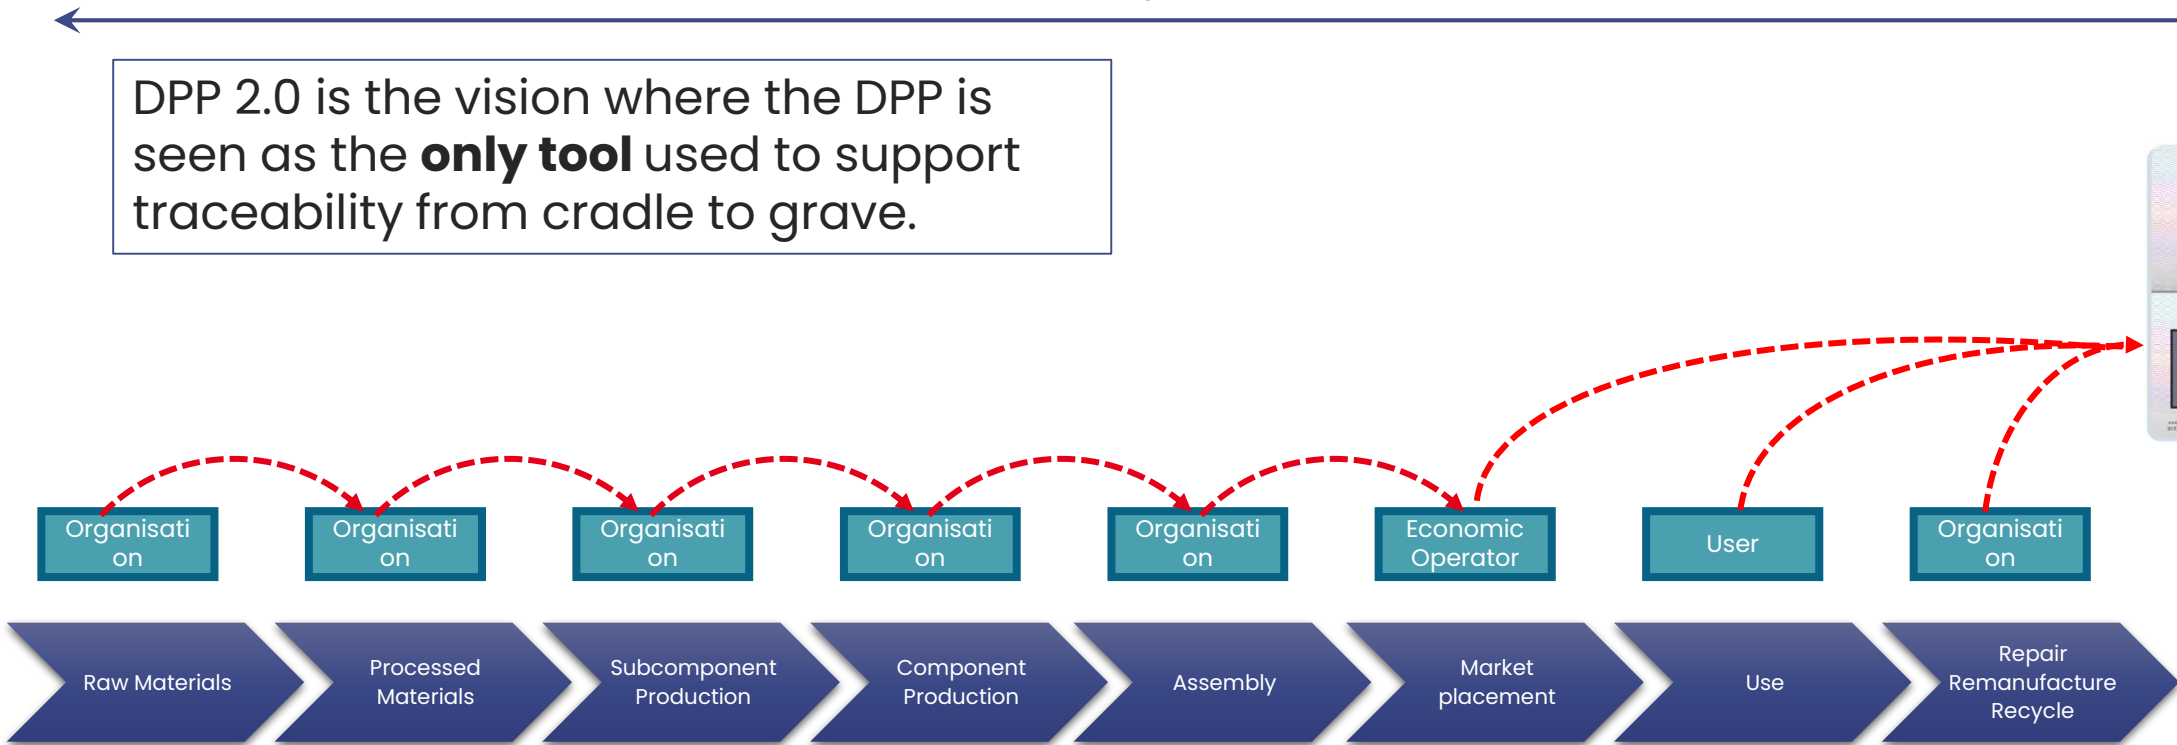 DPP 2.0 is the vision where the DPP is
seen as the only tool used to support
traceability from cradle to grave.
Organisati
on
Organisati
on
Organisati
on
Organisati
on
Organisati
on
Economic
Operator
User
Organisati
on
Raw Materials
Processed
Materials
Subcomponent
Production
Component
Production
Assembly
Market
placement
Use
Repair
Remanufacture
Recycle